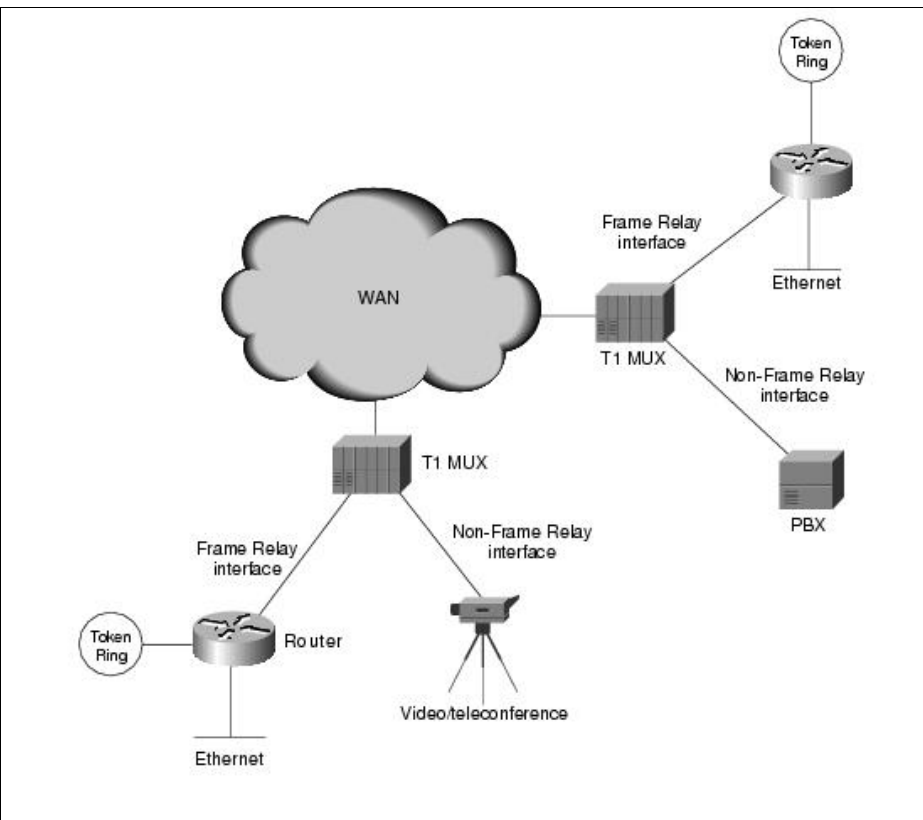 Token
Ring
Frame Relay
interface
Ethernet
WAN
T1 MUX
Non-Frame Relay
interface
T1 MUX
PBX
Non-Frame Relay
interface
Frame Relay
interface
Token
Ring
Router
Video/teleconference
Ethernet